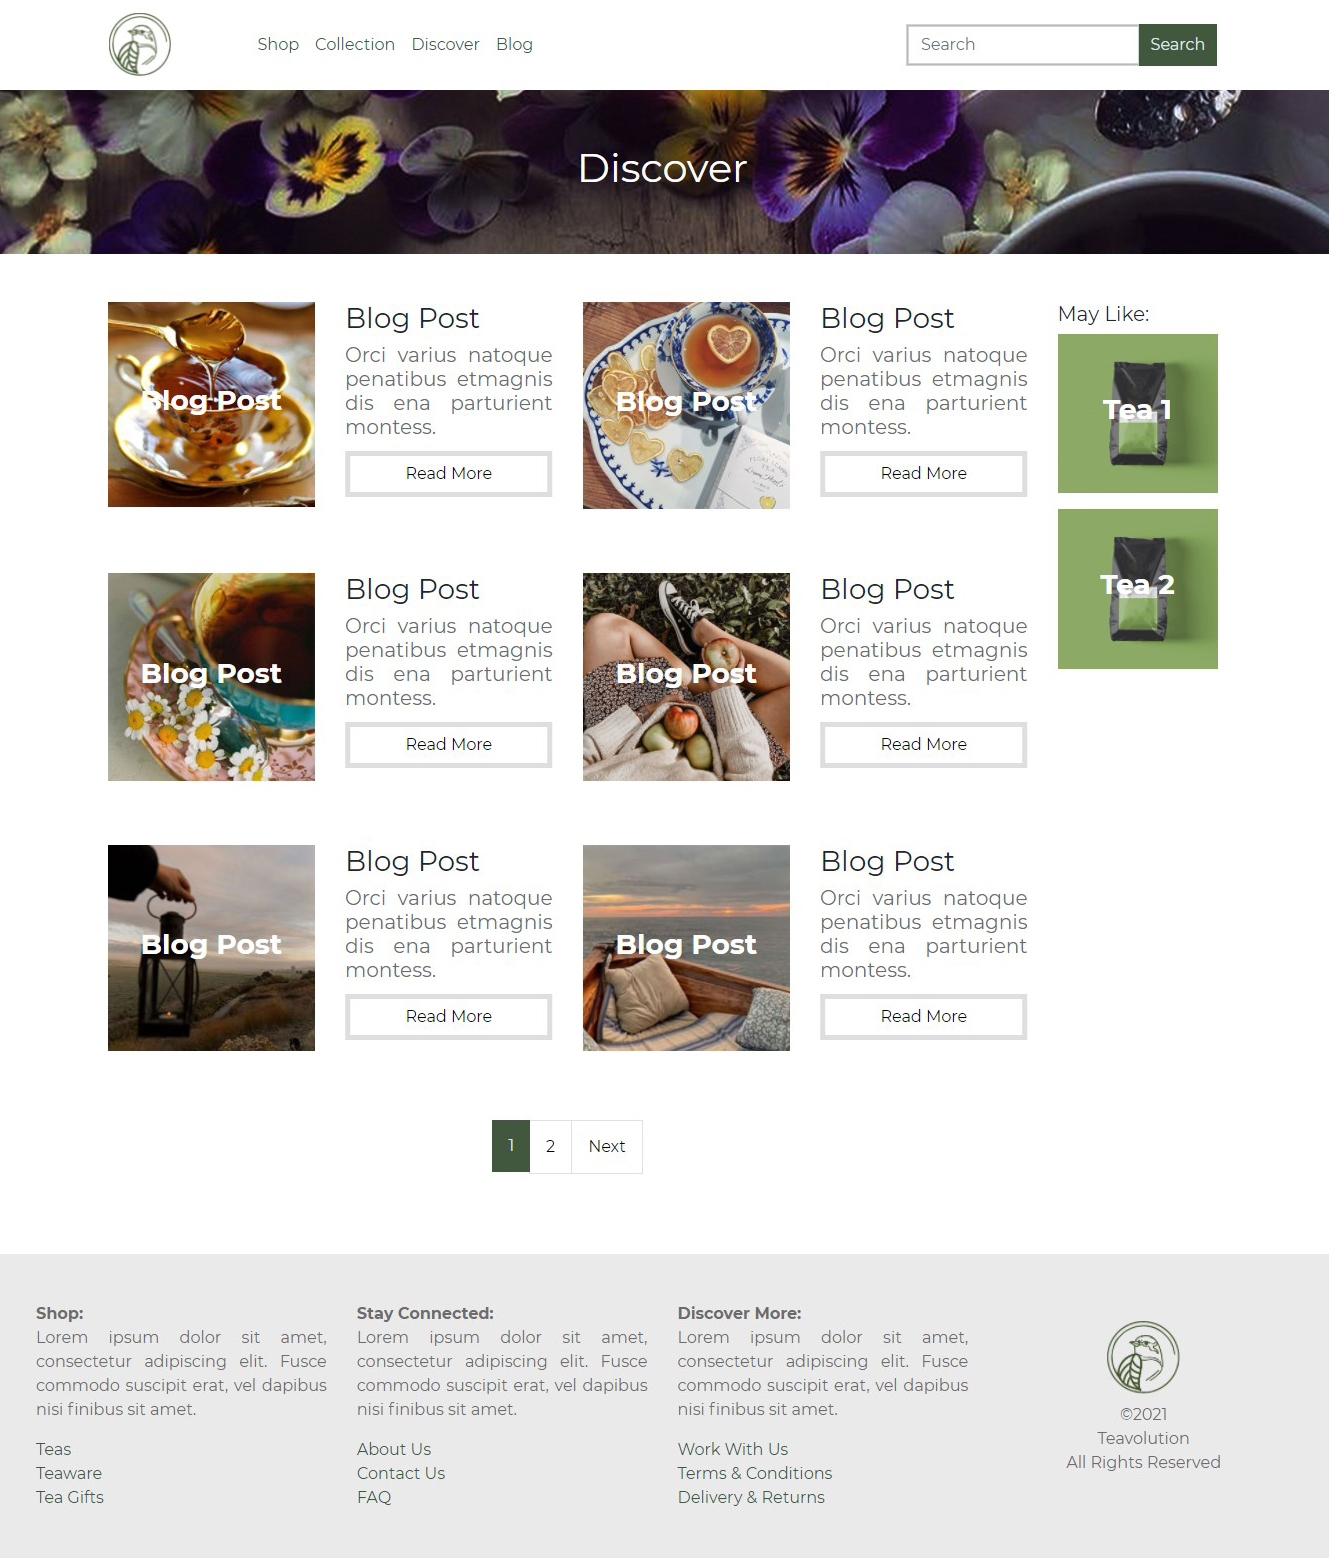 Shop Collection Discover Blog
Search Search
Discover
Blog Post
Blog Post
Orci varius natoque
penatibus etmagnis
dis ena parturient
montess.
Read More
Blog Post
Blog Post
Orci varius natoque
penatibus etmagnis
dis ena parturient
montess.
Read More
May Like:
Tea 1
Tea 2
Blog Post
Blog Post
Orci varius natoque
penatibus etmagnis
dis ena parturient
montess.
Read More
Blog Post
Blog Post
Orci varius natoque
penatibus etmagnis
dis ena parturient
montess.
Read More
Blog Post
Blog Post
Orci varius natoque
penatibus etmagnis
dis ena parturient
montess.
Read More
Blog Post
Blog Post
Orci varius natoque
penatibus etmagnis
dis ena parturient
montess.
Read More
1 2 Next
Shop:
Lorem ipsum dolor sit amet,
consectetur adipiscing elit. Fusce
commodo suscipit erat, vel dapibus
nisi finibus sit amet.
Teas
Teaware
Tea Gifts
Stay Connected:
Lorem ipsum dolor sit amet,
consectetur adipiscing elit. Fusce
commodo suscipit erat, vel dapibus
nisi finibus sit amet.
About Us
Contact Us
FAQ
Discover More:
Lorem ipsum dolor sit amet,
consectetur adipiscing elit. Fusce
commodo suscipit erat, vel dapibus
nisi finibus sit amet.
Work With Us
Terms & Conditions
Delivery & Returns
©2021
Teavolution
All Rights Reserved